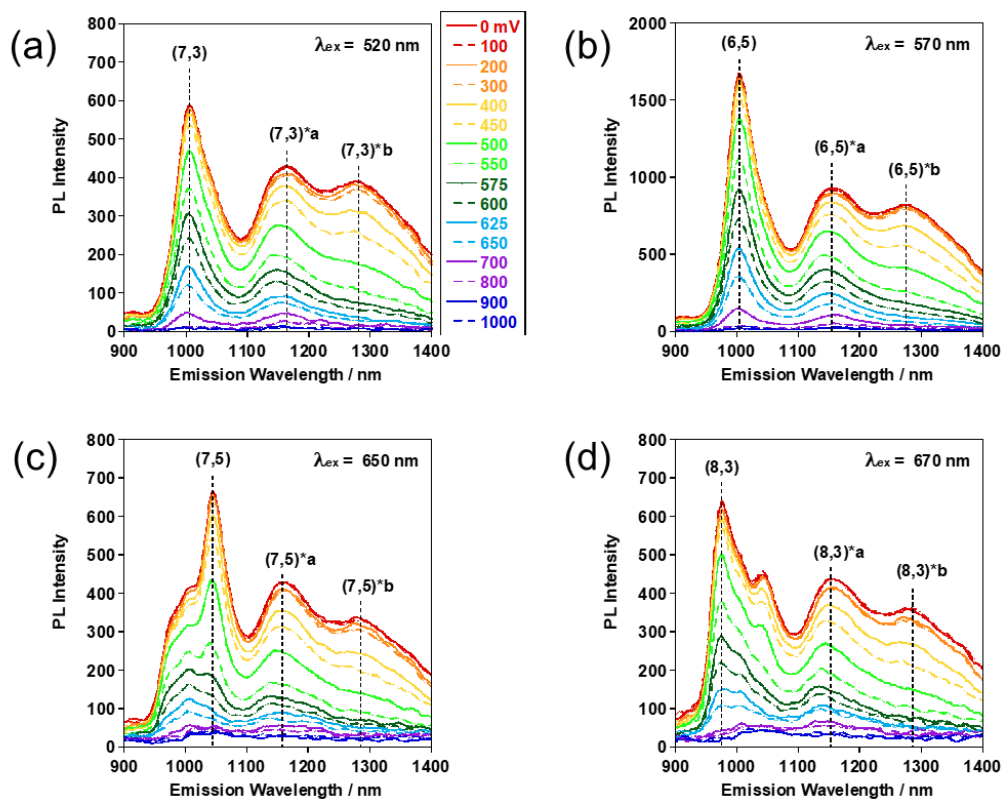 (a)
λex = 520 nm
(7,3)
(7,3)*a
(7,3)*b
PL Intensity
800
700
600
500
400
300
200
100
0
900 1000 1100 1200 1300 1400
Emission Wavelength / nm
0 mV
100
200
300
400
450
500
550
575
600
625
650
700
800
900
1000
(b)
λex = 570 nm
(6,5)
(6,5)*a
(6,5)*b
PL Intensity
2000
1500
1000
500
0
900 1000 1100 1200 1300 1400
Emission Wavelength / nm
(c)
λex = 650 nm
(7,5)
(7,5)*a
(7,5)*b
PL Intensity
800
700
600
500
400
300
200
100
0
900 1000 1100 1200 1300 1400
Emission Wavelength / nm
(d)
λex = 670 nm
(8,3)
(8,3)*a
(8,3)*b
PL Intensity
800
700
600
500
400
300
200
100
0
900 1000 1100 1200 1300 1400
Emission Wavelength / nm